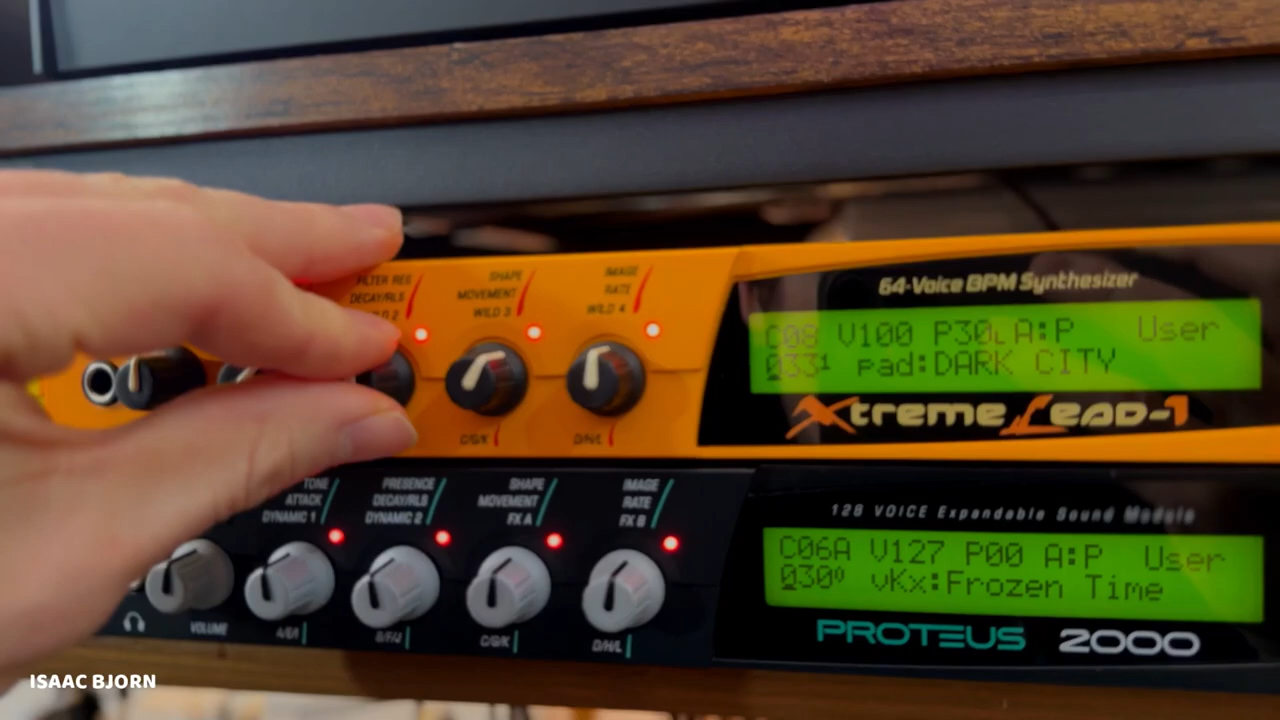 FILTER RES
DECAY/RLS
SHAPE
MOVEMENT
WILD 3
IMAGE
RATE
WILD 4
C/G/K
D/H/L
64-Voice BPM Synthesizer
C08 V100 P30L A:P User
0331 pad:DARK CITY
Xtreme Lead-1
TONE
ATTACK
DYNAMIC 1
PRESENCE
DECAY/RLS
DYNAMIC 2
SHAPE
MOVEMENT
FX A
IMAGE
RATE
FX B
VOLUME
A/E/I
B/F/J
C/G/K
D/H/L
128 VOICE Expandable Sound Module
C06A V127 P00 A:P User
0300 vKx:Frozen Time
PROTEUS 2000
ISAAC BJORN